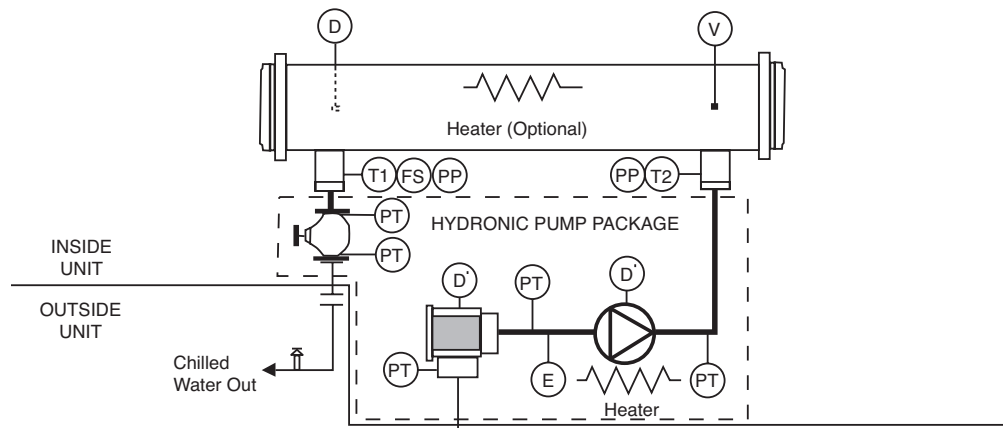 D
V
Heater (Optional)
T1 FS PP
PP T2
PT
HYDRONIC PUMP PACKAGE
PT
INSIDE
UNIT
OUTSIDE
UNIT
D'
PT
D'
Chilled
Water Out
PT
E
PT
Heater